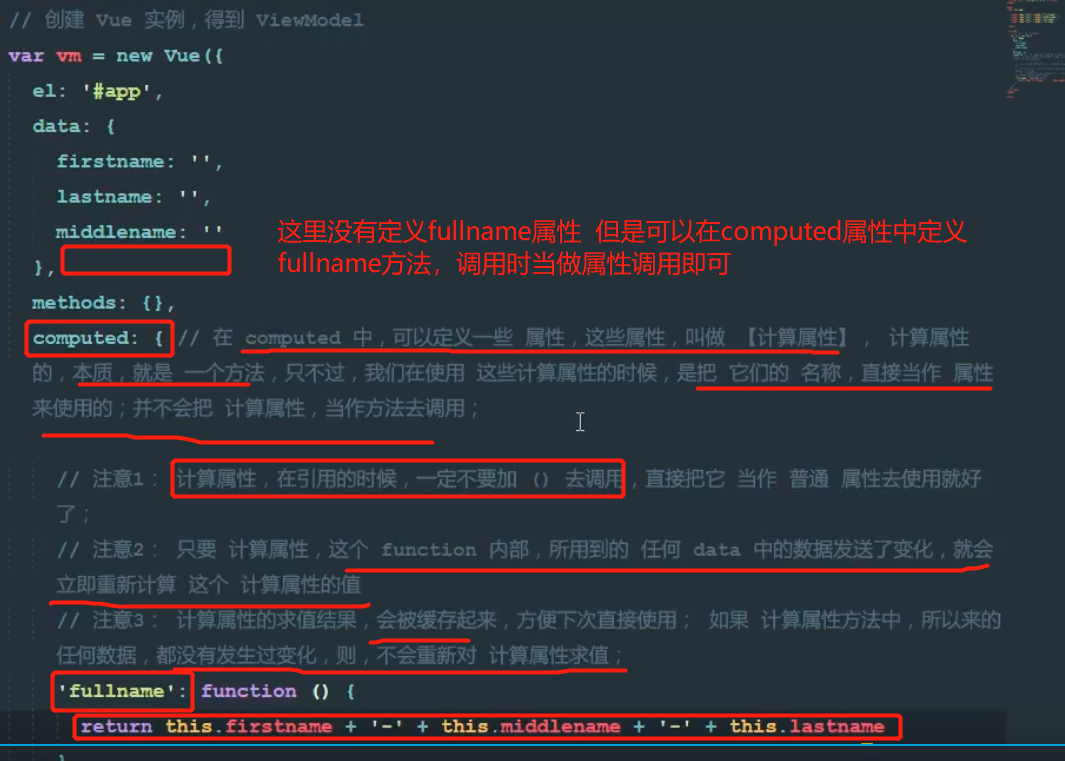 // 创建 Vue 实例，得到 ViewModel
var vm = new Vue({
el: '#app',
data: {
firstname: '',
lastname: '',
middlename: ''
这里没有定义fullname属性 但是可以在computed属性中定义
fullname方法，调用时当做属性调用即可
},
methods: {},
computed: { // 在 computed 中，可以定义一些 属性，这些属性，叫做 【计算属性】， 计算属性
的，本质，就是 一个方法，只不过，我们在使用 这些计算属性的时候，是把 它们的 名称，直接当作 属性
来使用的；并不会把 计算属性，当作方法去调用；
// 注意1： 计算属性，在引用的时候，一定不要加 () 去调用，直接把它 当作 普通 属性去使用就好
了；
// 注意2： 只要 计算属性，这个 function 内部，所用到的 任何 data 中的数据发送了变化，就会
立即重新计算 这个 计算属性的值
// 注意3： 计算属性的求值结果，会被缓存起来，方便下次直接使用； 如果 计算属性方法中，所以来的
任何数据，都没有发生过变化，则，不会重新对 计算属性求值；
'fullname': function () {
return this.firstname + '-' + this.middlename + '-' + this.lastname